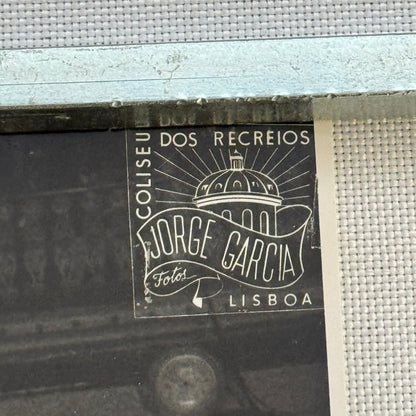 COLISEU
DOS RECREIOS
JORGE GARCIA
Fotos
LISBOA